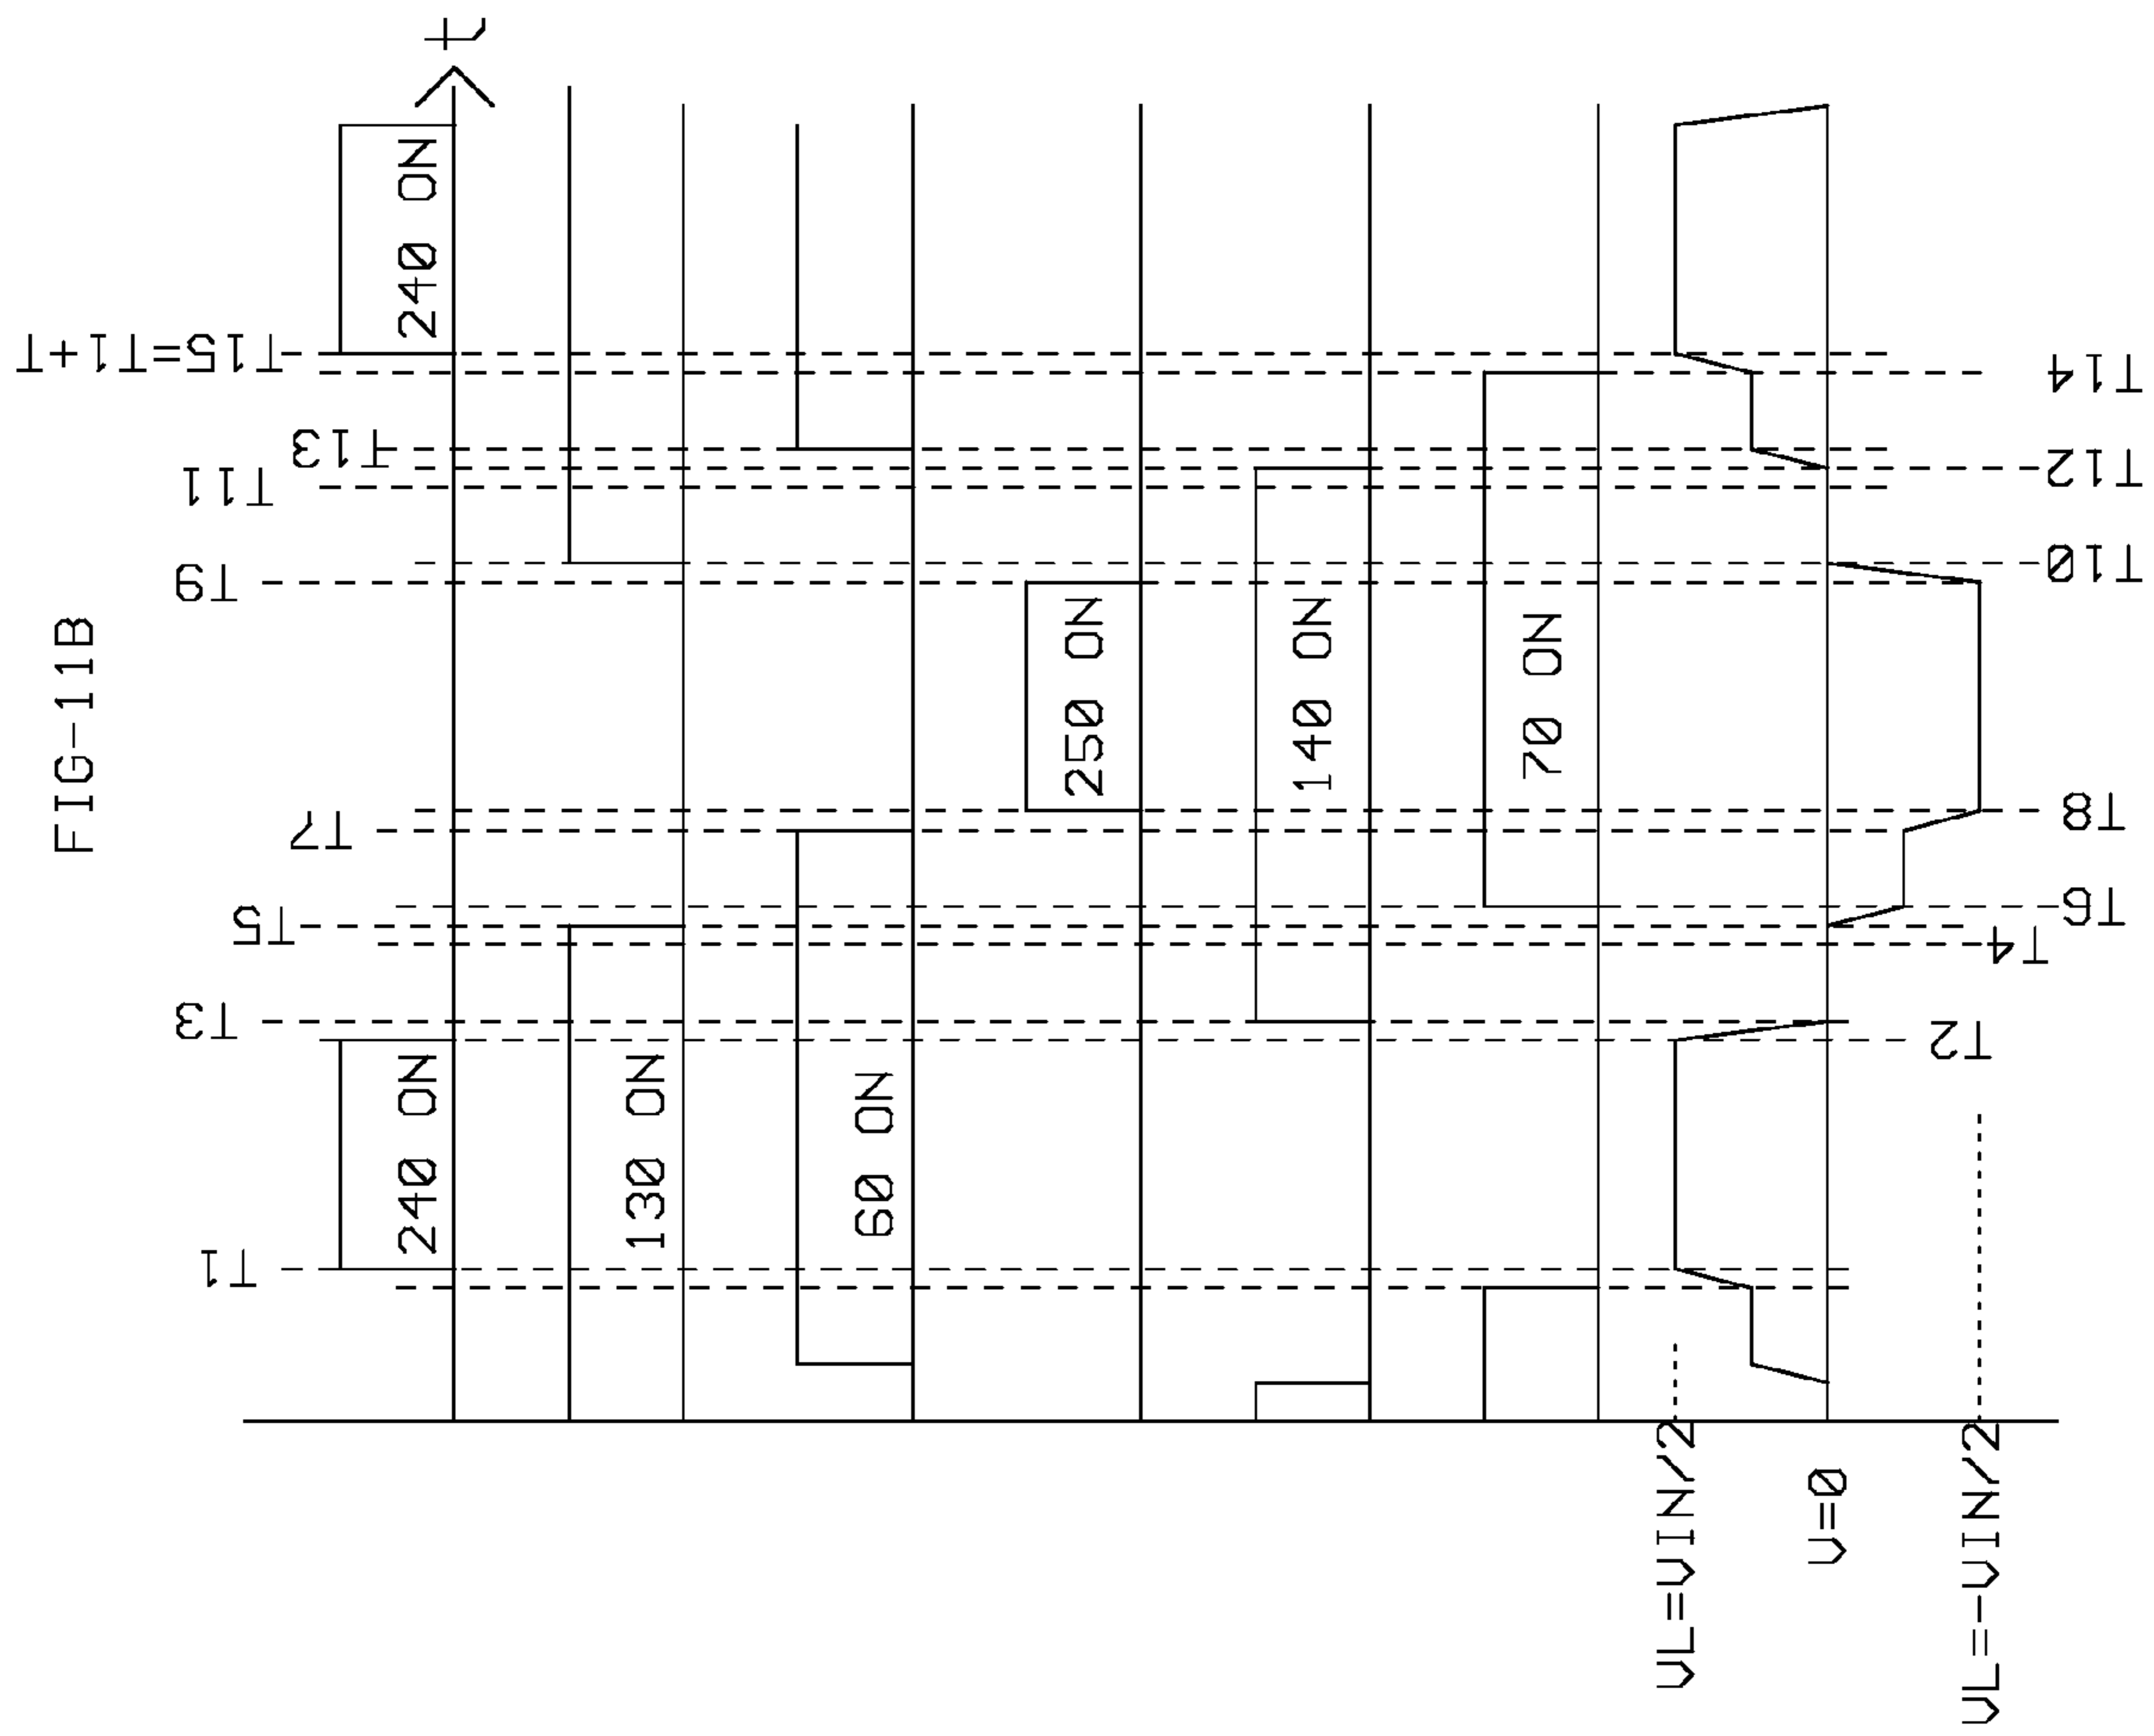 FIG-11B
T1
T3
T5
T7
T9
T11
T13
T15=T1+T
t
240 ON
240 ON
130 ON
60 ON
250 ON
140 ON
70 ON
VL=VIN/2
V=0
VL=-VIN/2
T2
T4
T6
T8
T10
T12
T14